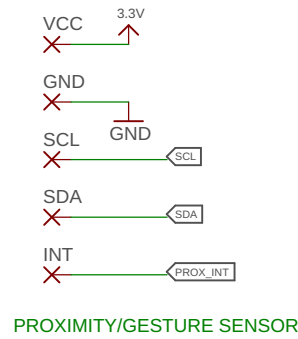 VCC
3.3V
GND
GND
SCL
SCL
SDA
SDA
INT
PROX_INT
PROXIMITY/GESTURE SENSOR